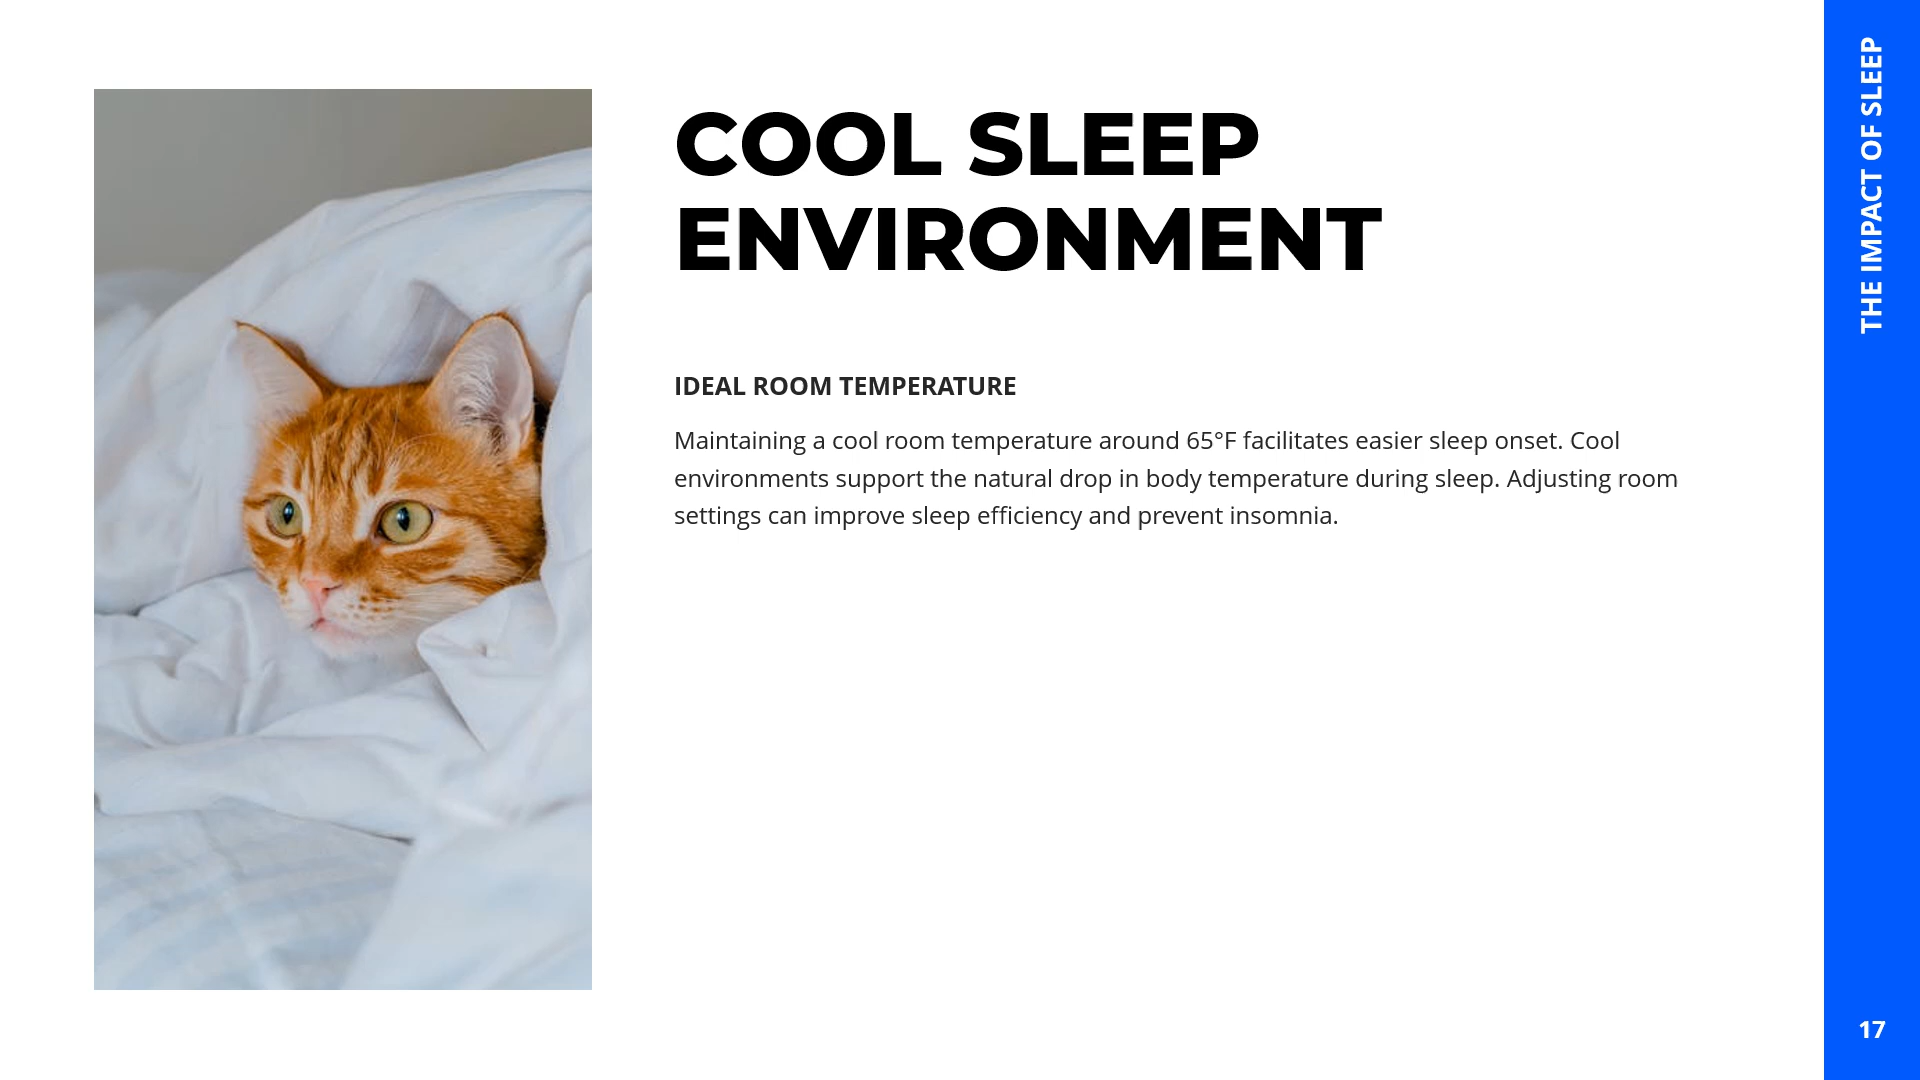 COOL SLEEP
ENVIRONMENT
IDEAL ROOM TEMPERATURE
Maintaining a cool room temperature around 65°F facilitates easier sleep onset. Cool
environments support the natural drop in body temperature during sleep. Adjusting room
settings can improve sleep efficiency and prevent insomnia.
THE IMPACT OF SLEEP
17